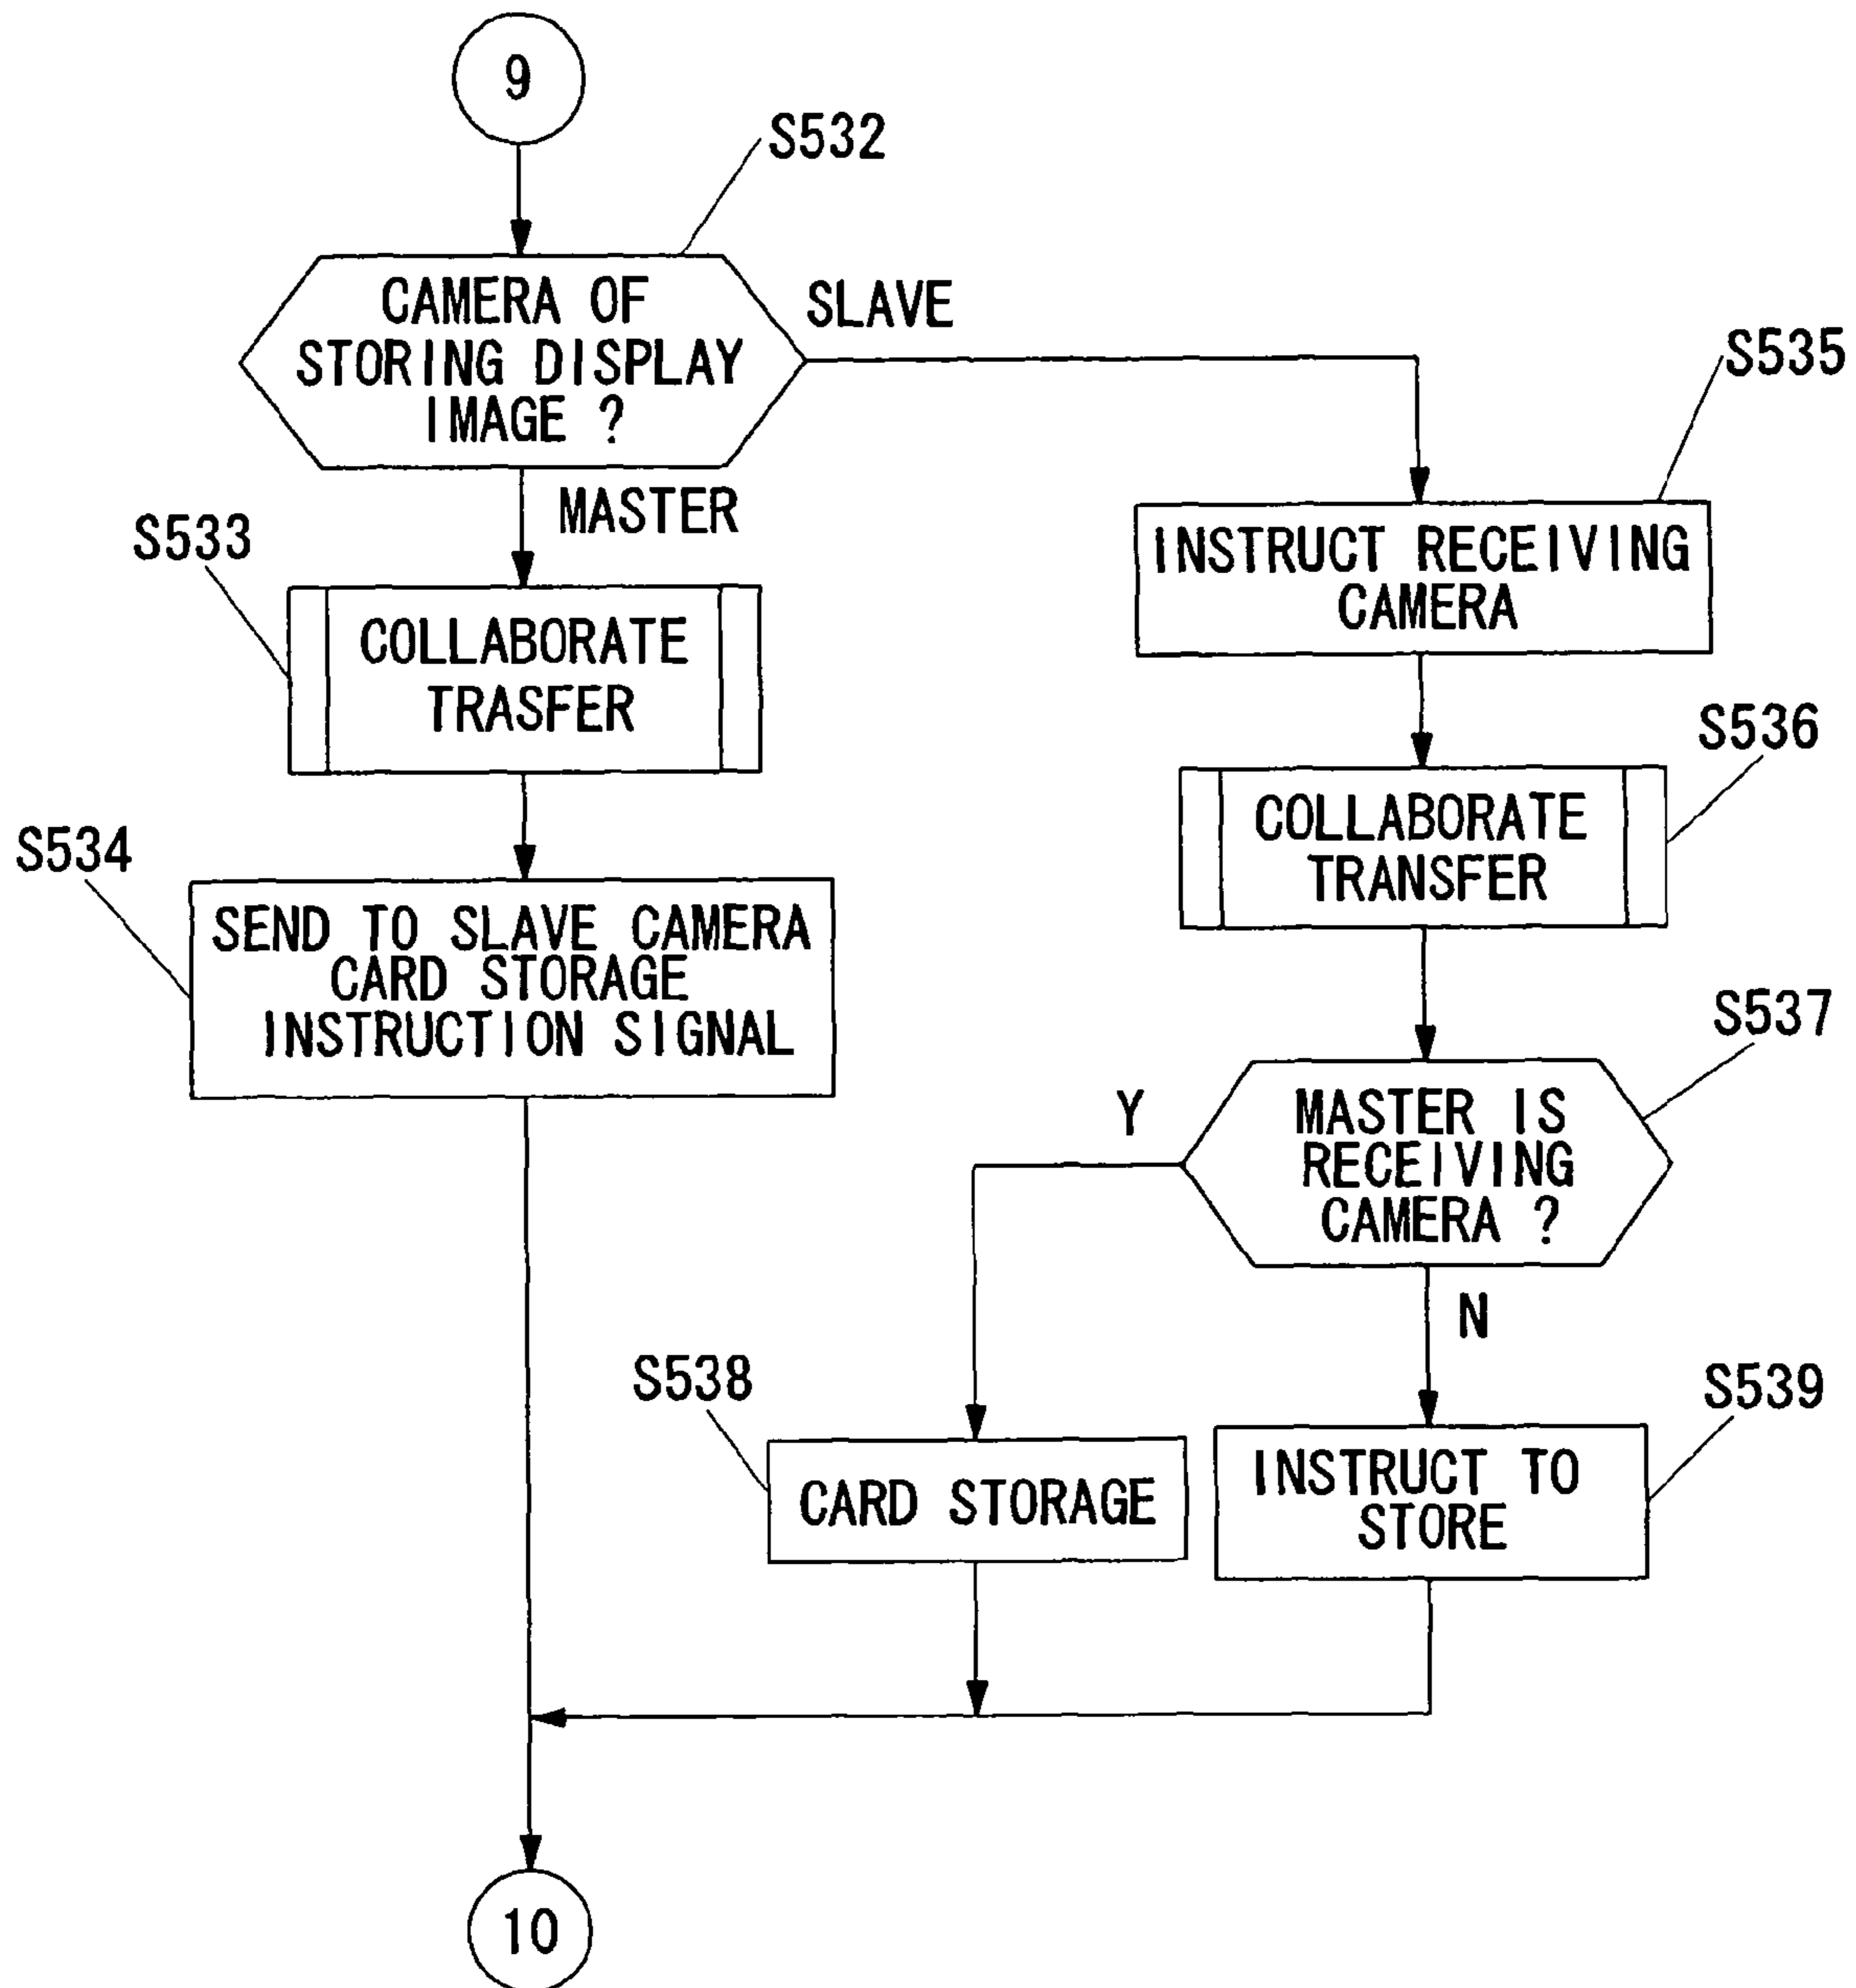 9
S532
CAMERA OF
STORING DISPLAY
IMAGE ?
SLAVE
MASTER
S533
COLLABORATE
TRASFER
S534
SEND TO SLAVE CAMERA
CARD STORAGE
INSTRUCTION SIGNAL
S535
INSTRUCT RECEIVING
CAMERA
S536
COLLABORATE
TRANSFER
S537
MASTER IS
RECEIVING
CAMERA ?
Y
N
S538
CARD STORAGE
S539
INSTRUCT TO
STORE
10